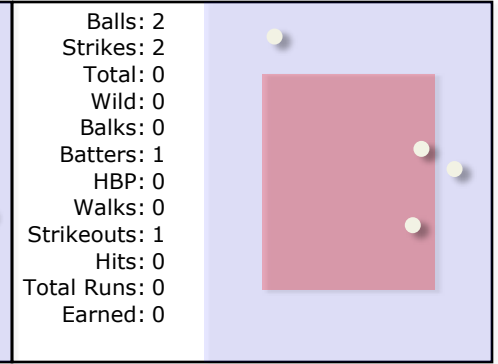 Balls: 2
Strikes: 2
Total: 0
Wild: 0
Balks: 0
Batters: 1
HBP: 0
Walks: 0
Strikeouts: 1
Hits: 0
Total Runs: 0
Earned: 0